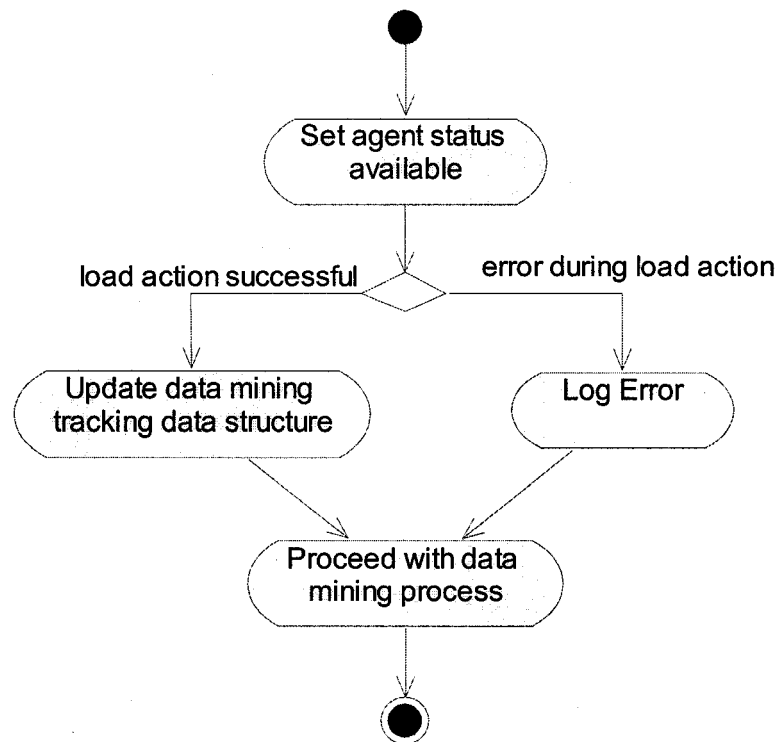 Set agent status
available
load action successful
error during load action
Update data mining
tracking data structure
Log Error
Proceed with data
mining process